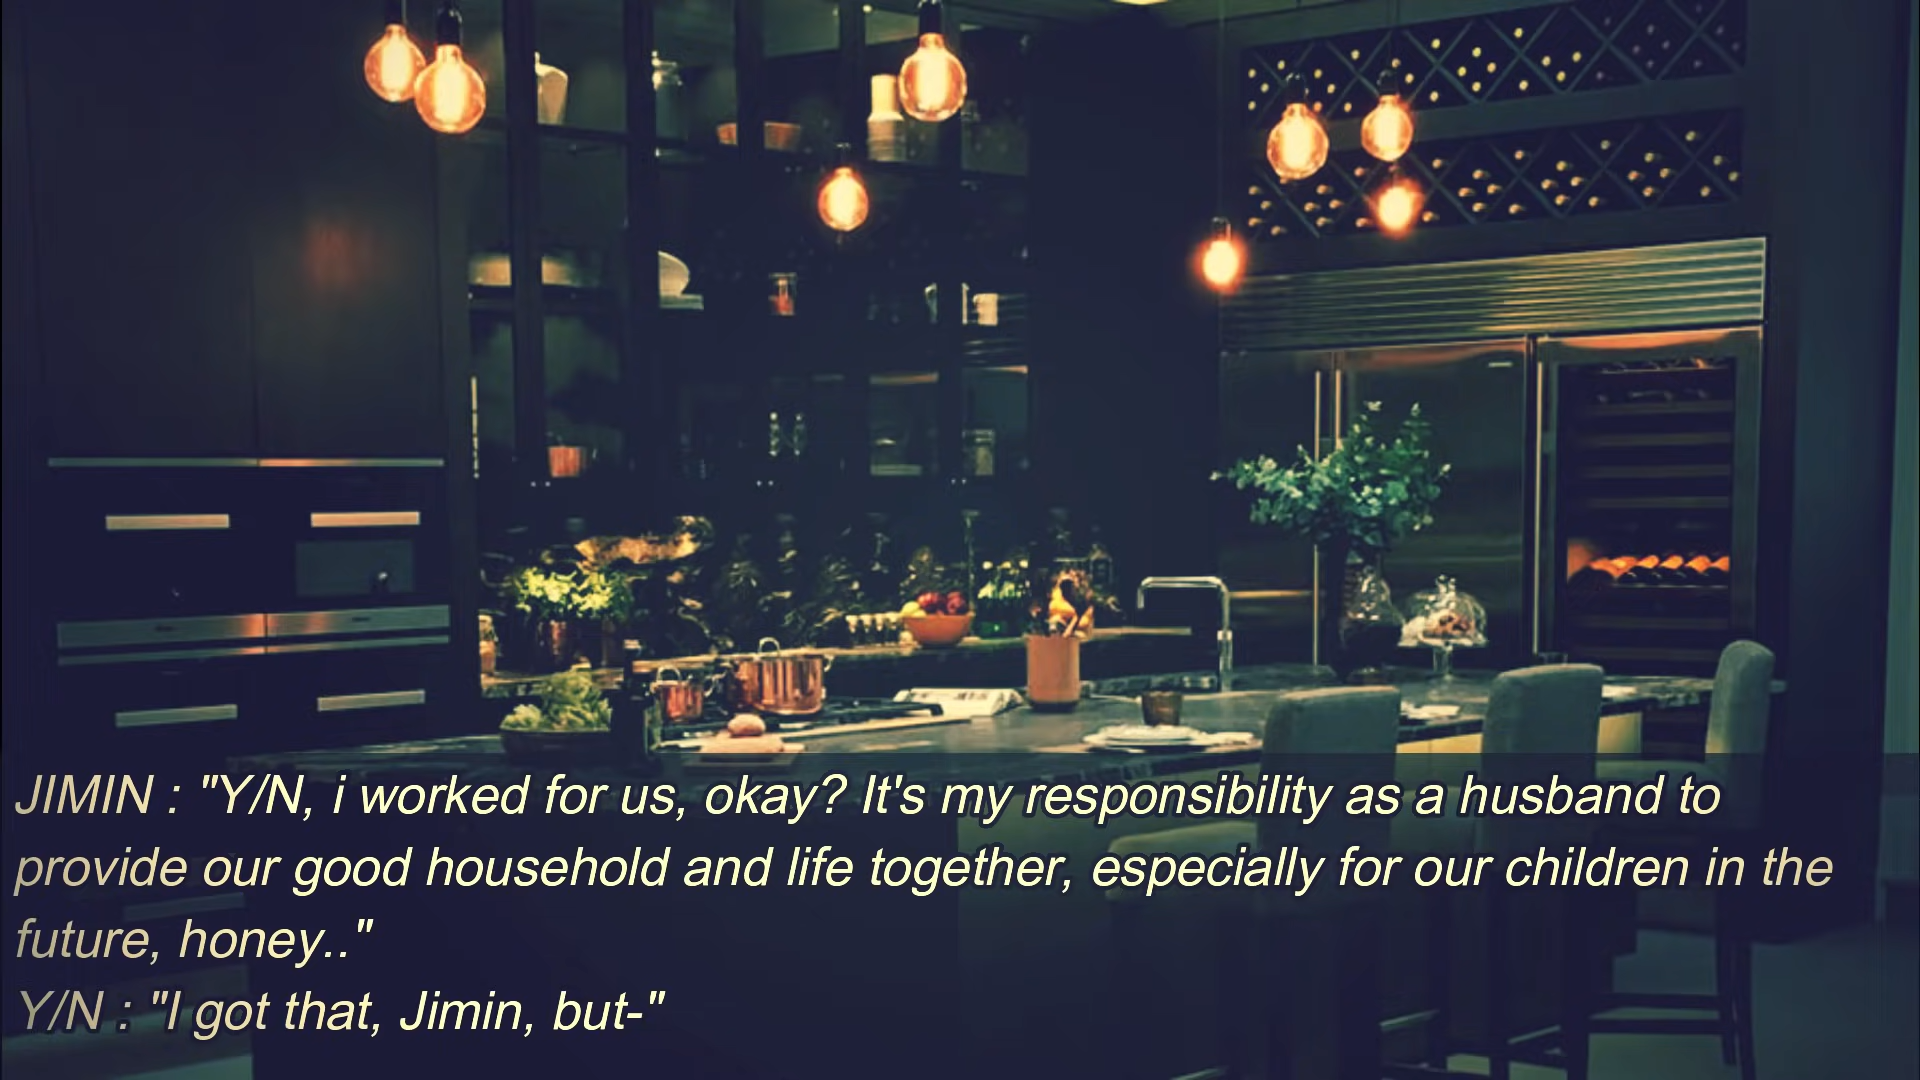 JIMIN : "Y/N, i worked for us, okay? It's my responsibility as a husband to
provide our good household and life together, especially for our children in the
future, honey.."
Y/N : "I got that, Jimin, but-"